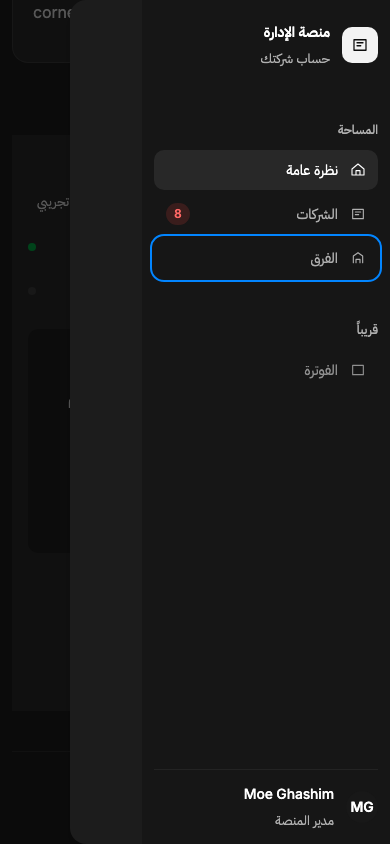 corne
منصة الإدارة
حساب شركتك
المساحة
نظرة عامة
الشركات
8
الفرق
قريباً
الفوترة
تجريبي
Moe Ghashim
MG
مدير المنصة